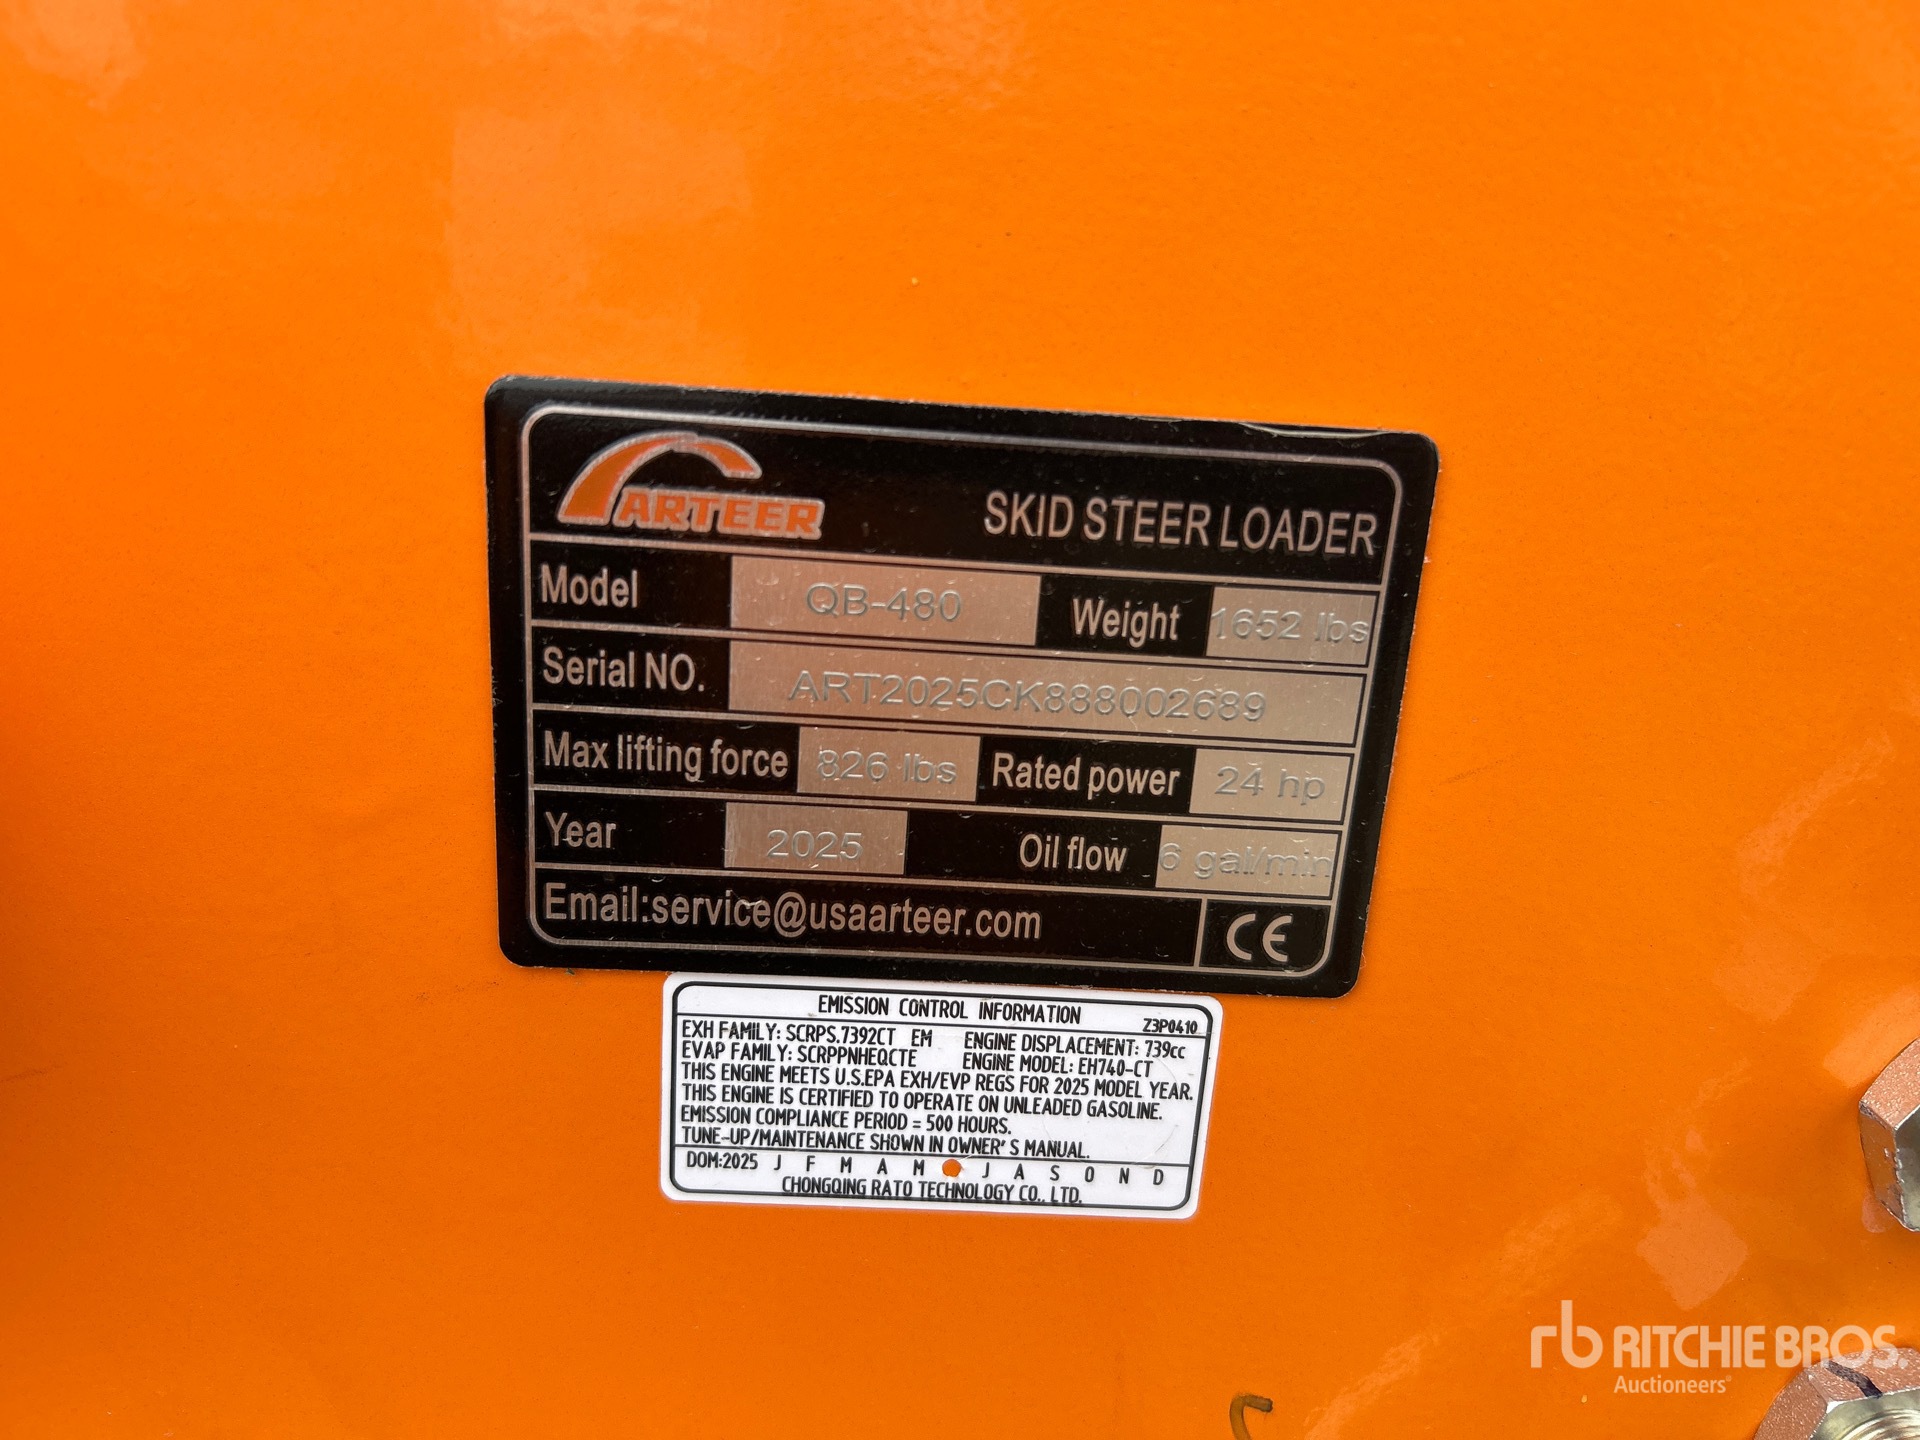 ARTEER SKID STEER LOADER
Model QB-480 Weight 1652 lbs
Serial NO. ART2025CK888002689
Max lifting force 826 lbs Rated power 24 hp
Year 2025 Oil flow 6 gal/min
Email:service@usaarteer.com CE
EMISSION CONTROL INFORMATION Z3P0410
EXH FAMILY: SCRPS.7392CT EM ENGINE DISPLACEMENT: 739cc
EVAP FAMILY: SCRPPNHEQCTE ENGINE MODEL: EH740-CT
THIS ENGINE MEETS U.S.EPA EXH/EVP REGS FOR 2025 MODEL YEAR.
THIS ENGINE IS CERTIFIED TO OPERATE ON UNLEADED GASOLINE.
EMISSION COMPLIANCE PERIOD = 500 HOURS.
TUNE-UP/MAINTENANCE SHOWN IN OWNER'S MANUAL.
DOM:2025 J F M A M J A S O N D
CHONGQING RATO TECHNOLOGY CO., LTD.
rb RITCHIE BROS.
Auctioneers